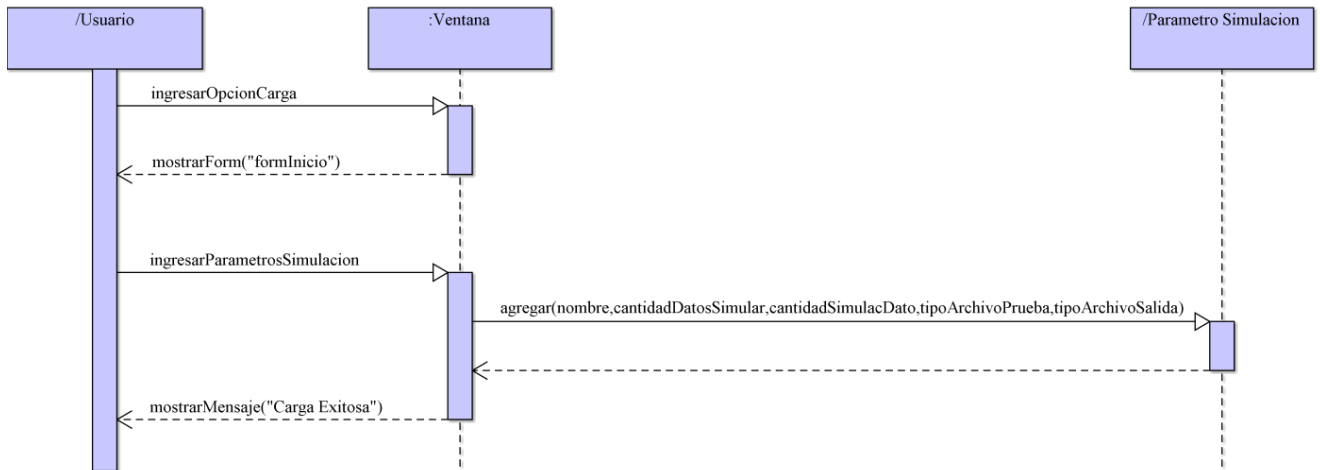 /Usuario
:Ventana
/Parametro Simulacion
ingresarOpcionCarga
mostrarForm("formInicio")
ingresarParametrosSimulacion
agregar(nombre,cantidadDatosSimular,cantidadSimulacDato,tipoArchivoPrueba,tipoArchivoSalida)
mostrarMensaje("Carga Exitosa")